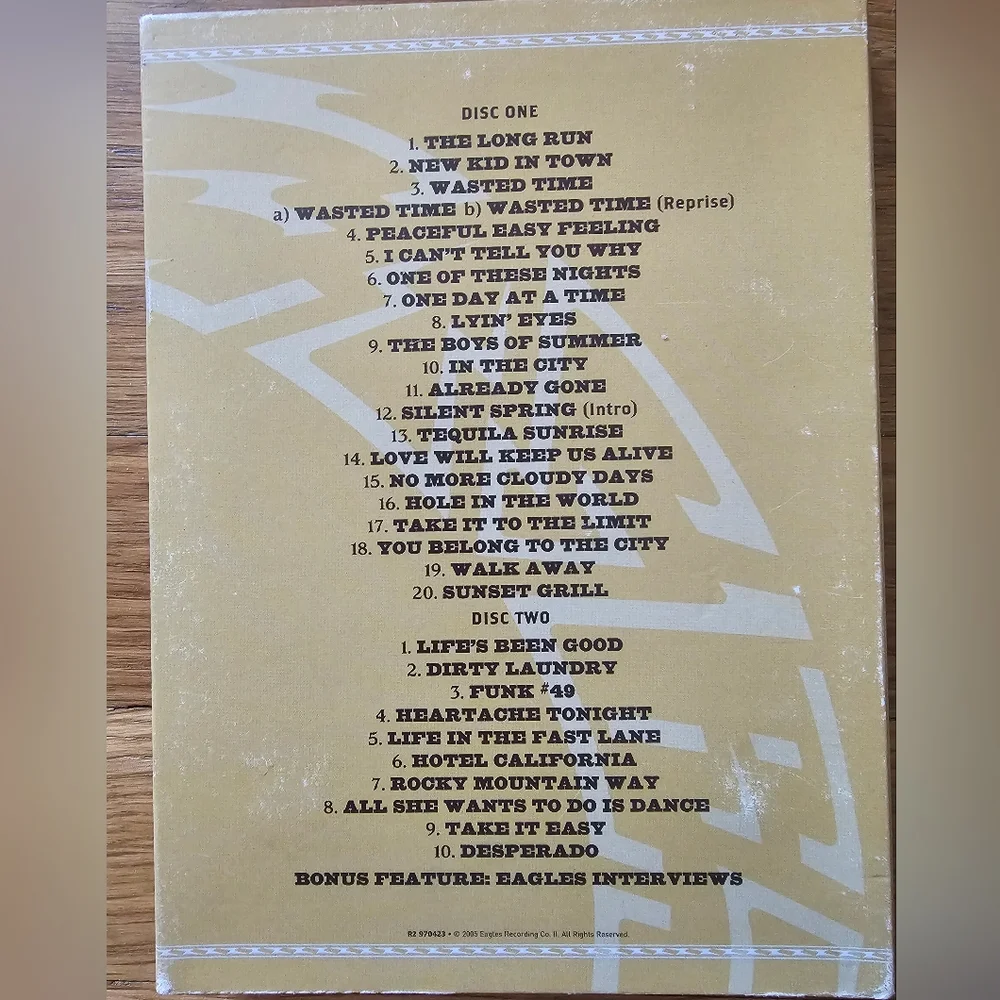 DISC ONE
1. THE LONG RUN
2. NEW KID IN TOWN
3. WASTED TIME
a) WASTED TIME b) WASTED TIME (Reprise)
4. PEACEFUL EASY FEELING
5. I CAN'T TELL YOU WHY
6. ONE OF THESE NIGHTS
7. ONE DAY AT A TIME
8. LYIN' EYES
9. THE BOYS OF SUMMER
10. IN THE CITY
11. ALREADY GONE
12. SILENT SPRING (Intro)
13. TEQUILA SUNRISE
14. LOVE WILL KEEP US ALIVE
15. NO MORE CLOUDY DAYS
16. HOLE IN THE WORLD
17. TAKE IT TO THE LIMIT
18. YOU BELONG TO THE CITY
19. WALK AWAY
20. SUNSET GRILL
DISC TWO
1. LIFE'S BEEN GOOD
2. DIRTY LAUNDRY
3. FUNK #49
4. HEARTACHE TONIGHT
5. LIFE IN THE FAST LANE
6. HOTEL CALIFORNIA
7. ROCKY MOUNTAIN WAY
8. ALL SHE WANTS TO DO IS DANCE
9. TAKE IT EASY
10. DESPERADO
BONUS FEATURE: EAGLES INTERVIEWS
R2 970423 • © 2005 Eagles Recording Co. II. All Rights Reserved.